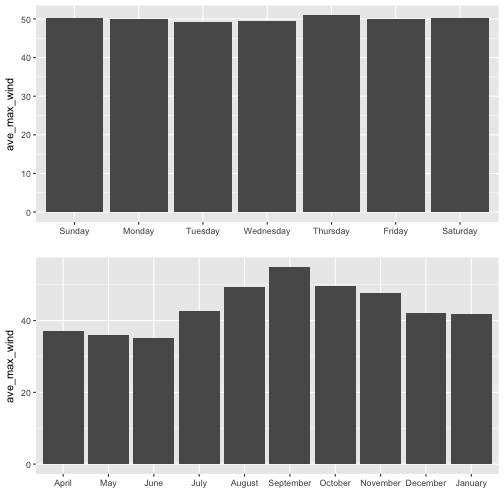 ave_max_wind
50
40
30
20
10
0
Sunday Monday Tuesday Wednesday Thursday Friday Saturday
ave_max_wind
40
20
0
April May June July August September October November December January